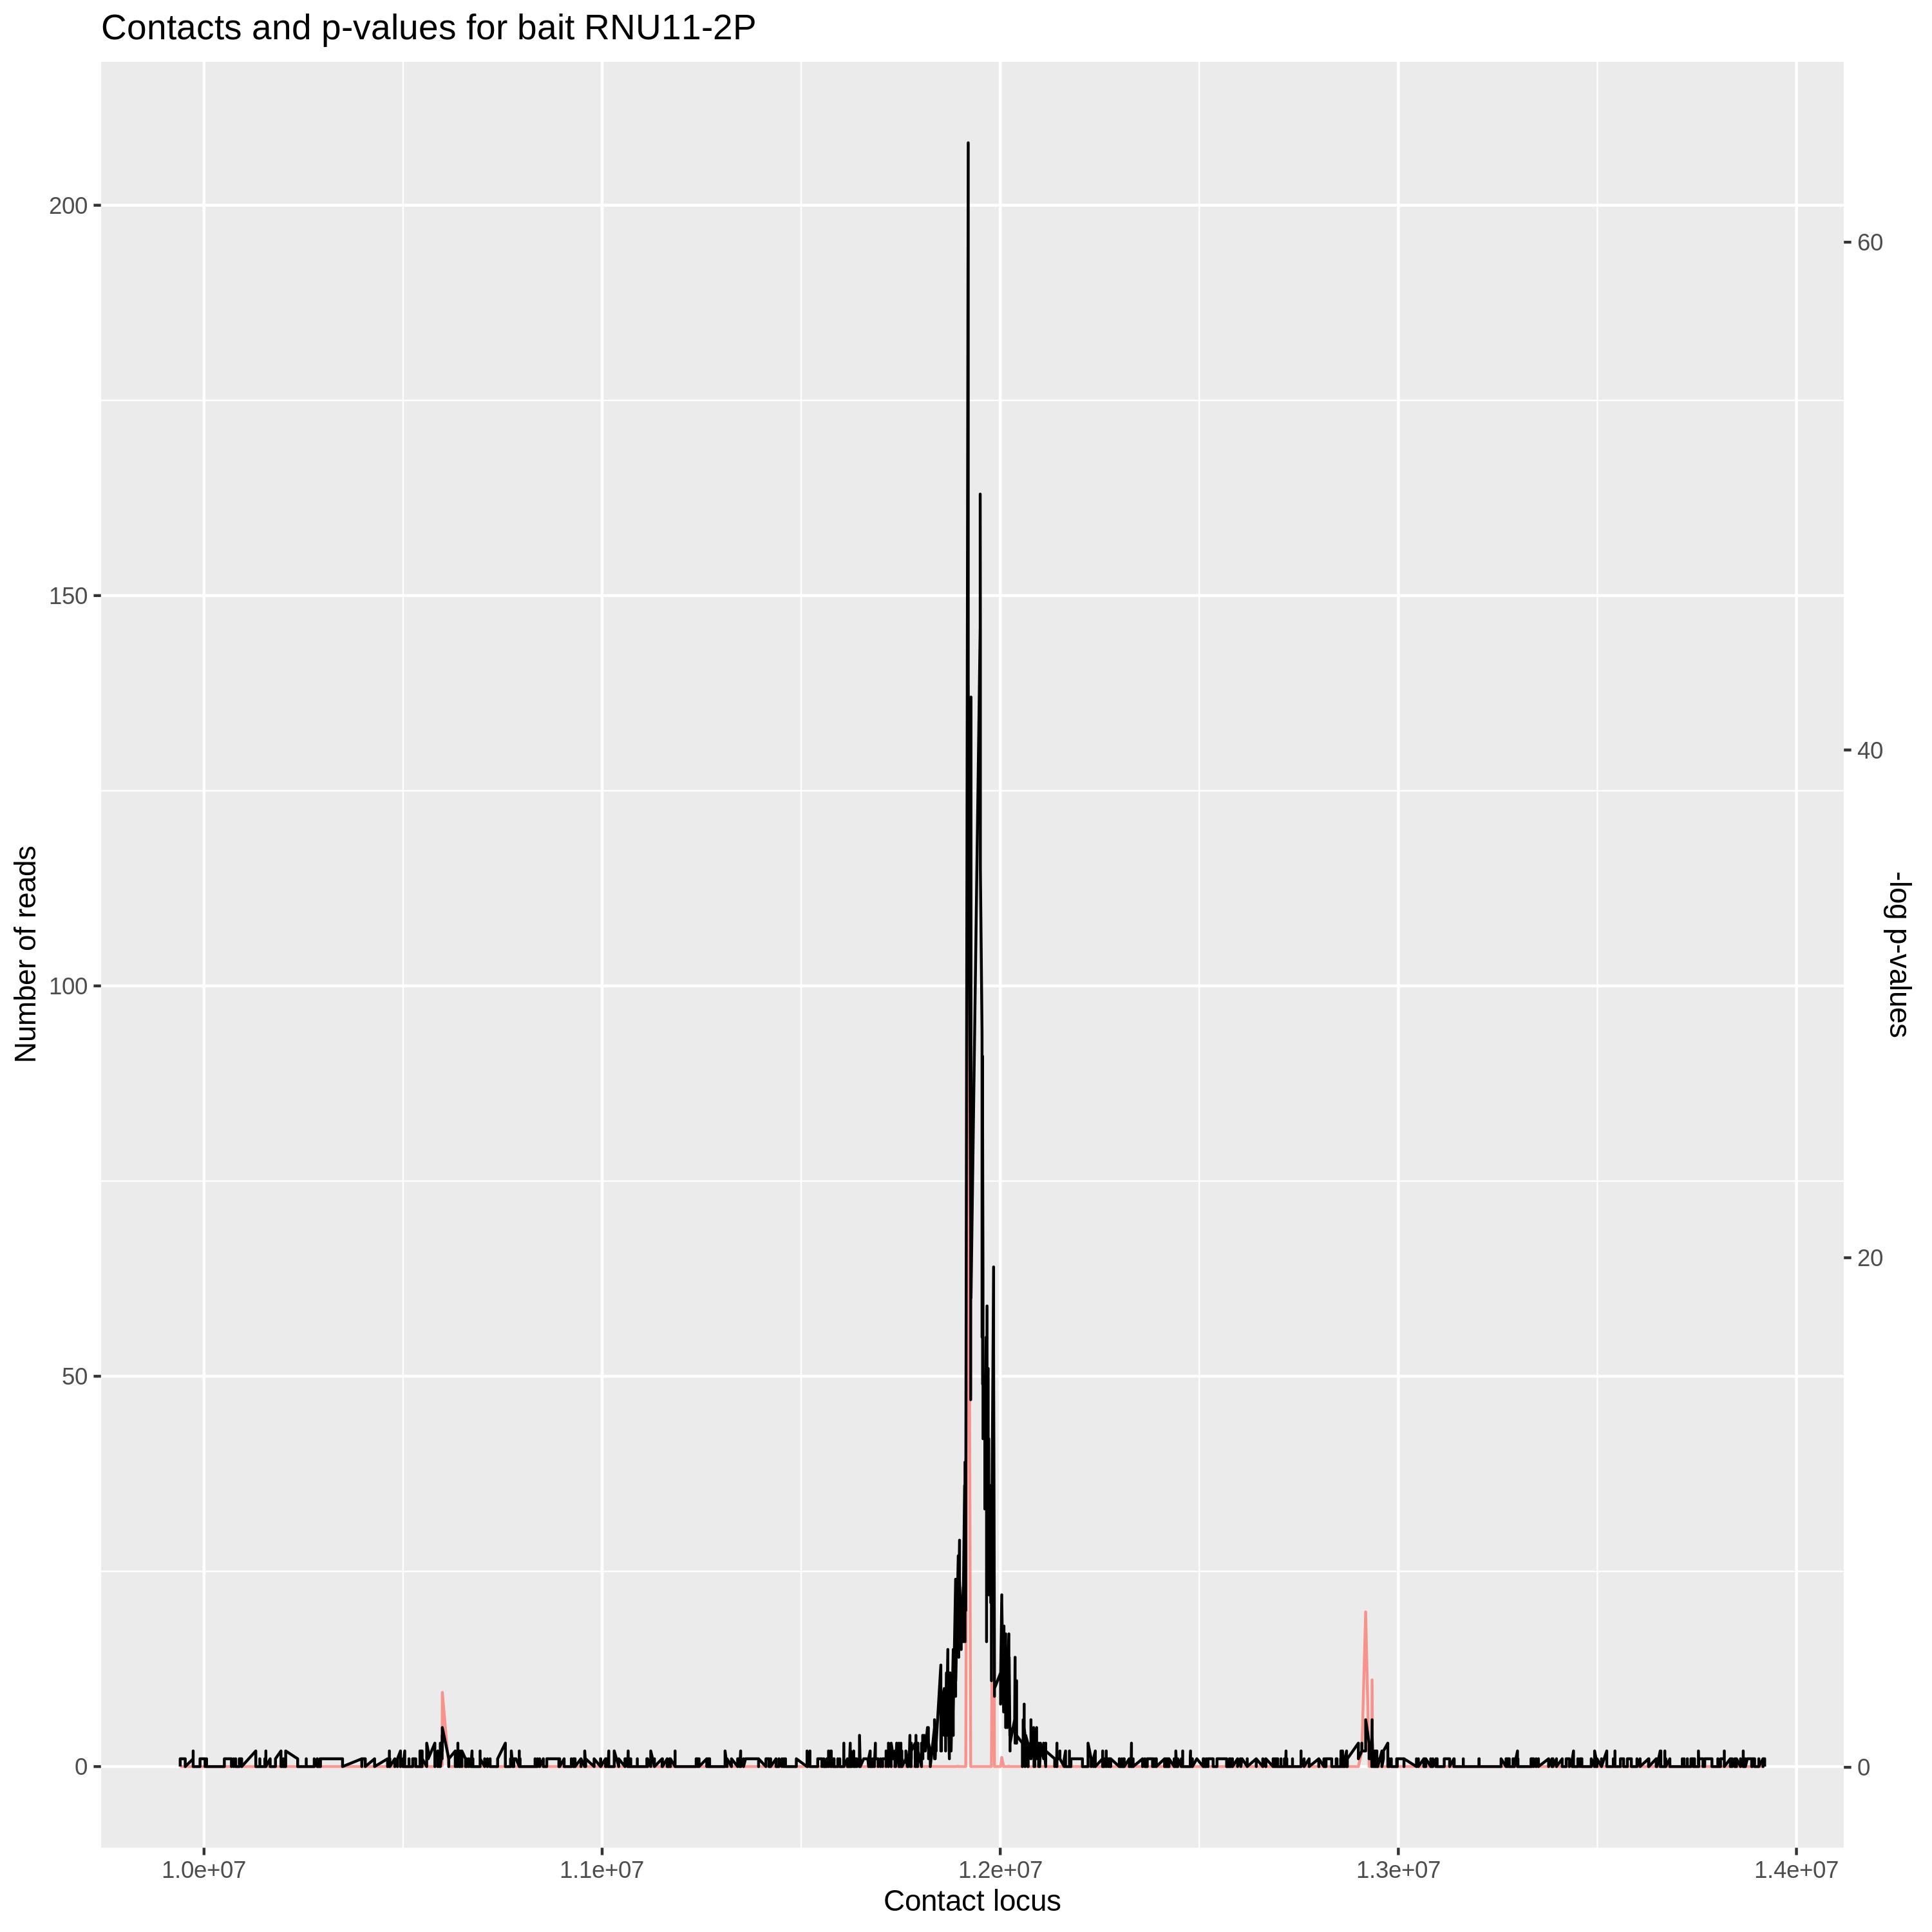 Contacts and p-values for bait RNU11-2P
200
150
100
50
0
60
40
20
0
Number of reads
-log p-values
1.0e+07
1.1e+07
1.2e+07
1.3e+07
1.4e+07
Contact locus